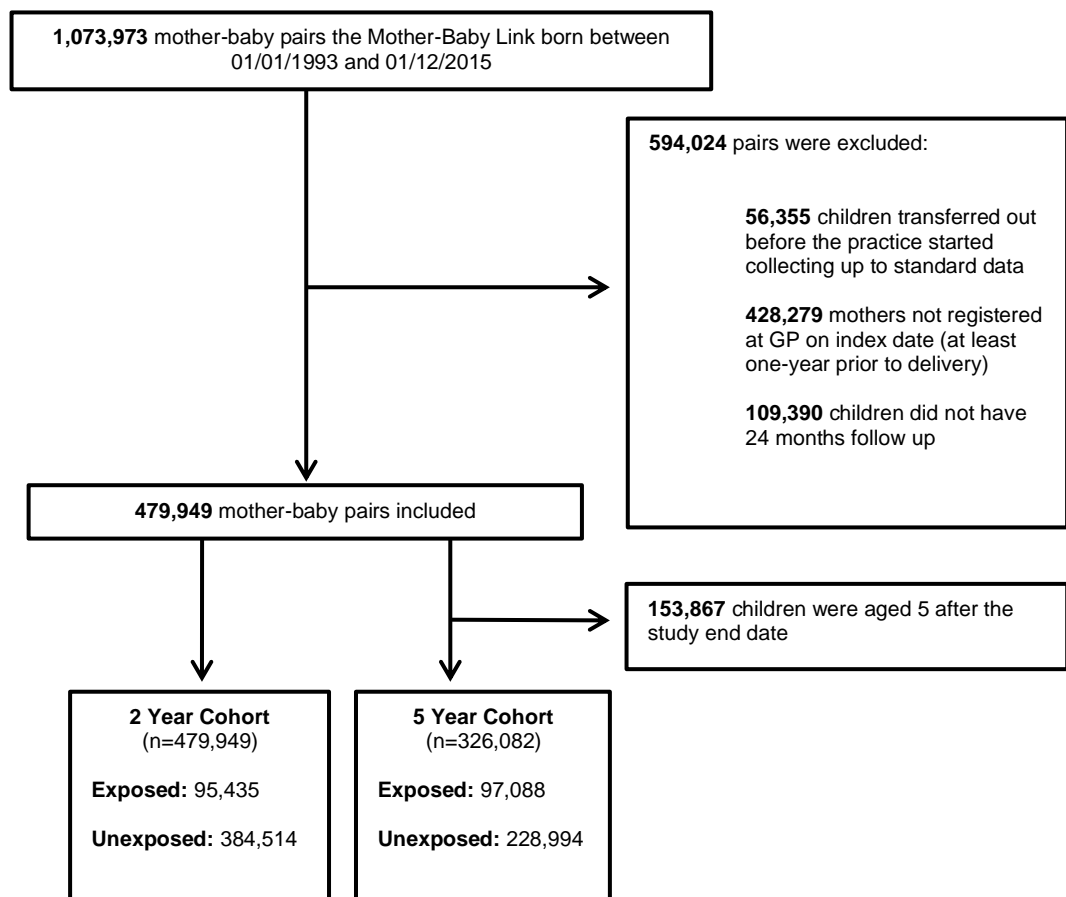 1,073,973 mother-baby pairs the Mother-Baby Link born between
01/01/1993 and 01/12/2015
594,024 pairs were excluded:
56,355 children transferred out
before the practice started
collecting up to standard data
428,279 mothers not registered
at GP on index date (at least
one-year prior to delivery)
109,390 children did not have
24 months follow up
479,949 mother-baby pairs included
153,867 children were aged 5 after the
study end date
2 Year Cohort
(n=479,949)
Exposed: 95,435
Unexposed: 384,514
5 Year Cohort
(n=326,082)
Exposed: 97,088
Unexposed: 228,994